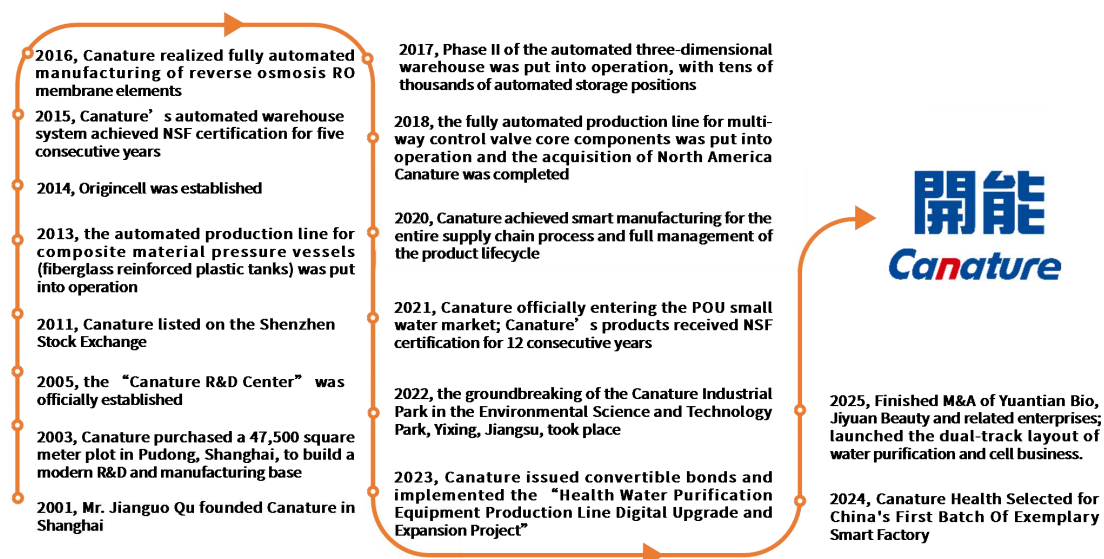 2001, Mr. Jianguo Qu founded Canature in
Shanghai
2003, Canature purchased a 47,500 square
meter plot in Pudong, Shanghai, to build a
modern R&D and manufacturing base
2005, the “Canature R&D Center” was
officially established
2011, Canature listed on the Shenzhen
Stock Exchange
2013, the automated production line for
composite material pressure vessels
(fiberglass reinforced plastic tanks) was put
into operation
2014, Origincell was established
2015, Canature’s automated warehouse
system achieved NSF certification for five
consecutive years
2016, Canature realized fully automated
manufacturing of reverse osmosis RO
membrane elements
2017, Phase II of the automated three-dimensional
warehouse was put into operation, with tens of
thousands of automated storage positions
2018, the fully automated production line for multi-
way control valve core components was put into
operation and the acquisition of North America
Canature was completed
2020, Canature achieved smart manufacturing for the
entire supply chain process and full management of
the product lifecycle
2021, Canature officially entering the POU small
water market; Canature’s products received NSF
certification for 12 consecutive years
2022, the groundbreaking of the Canature Industrial
Park in the Environmental Science and Technology
Park, Yixing, Jiangsu, took place
2023, Canature issued convertible bonds and
implemented the “Health Water Purification
Equipment Production Line Digital Upgrade and
Expansion Project”
2024, Canature Health Selected for
China's First Batch Of Exemplary
Smart Factory
2025, Finished M&A of Yuantian Bio,
Jiyuan Beauty and related enterprises;
launched the dual-track layout of
water purification and cell business.
開能
Canature